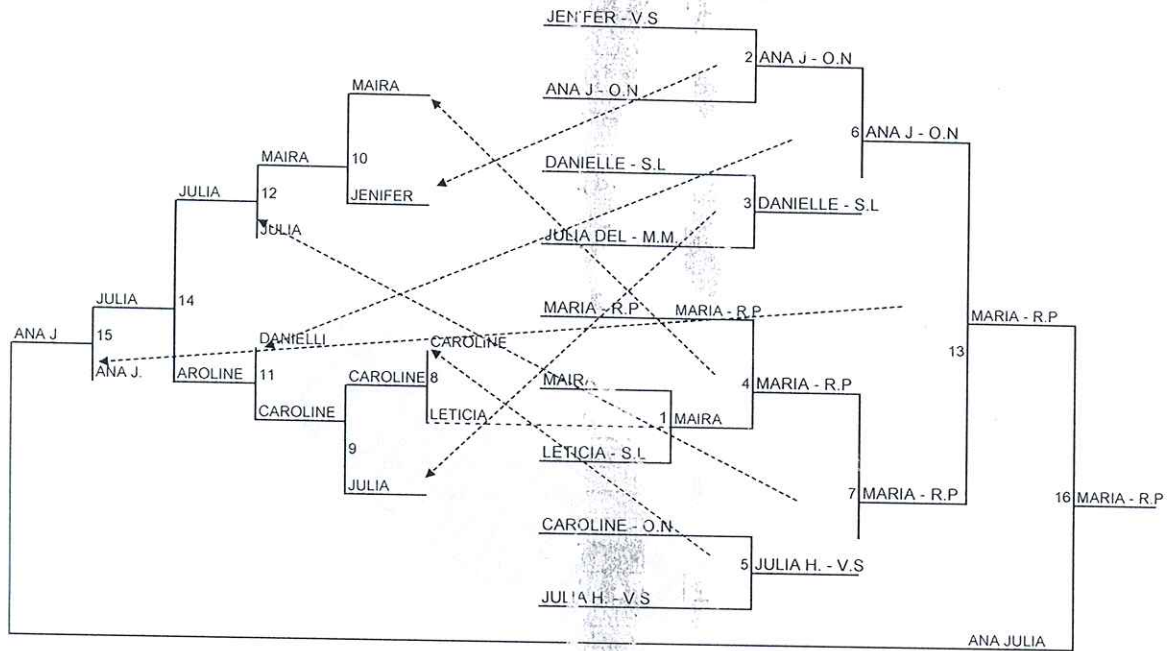 JENIFER - V.S
2 ANA J - O.N
MAIRA
ANA J - O.N
6 ANA J - O.N
MAIRA
10
DANIELLE - S.L
JULIA
12
JENIFER
3 DANIELLE - S.L
JULIA
JULIA DEL - M.M.
JULIA
14
MARIA - R.P
MARIA - R.P
MARIA - R.P
ANA J
15
DANIELLI
CAROLINE
13
ANA J.
AROLINE
11
CAROLINE
8
MAIRA
4 MARIA - R.P
CAROLINE
LETICIA
1 MAIRA
9
LETICIA - S.L
JULIA
7 MARIA - R.P
16 MARIA - R.P
CAROLINE - O.N
5 JULIA H. - V.S
JULIA H. - V.S
ANA JULIA